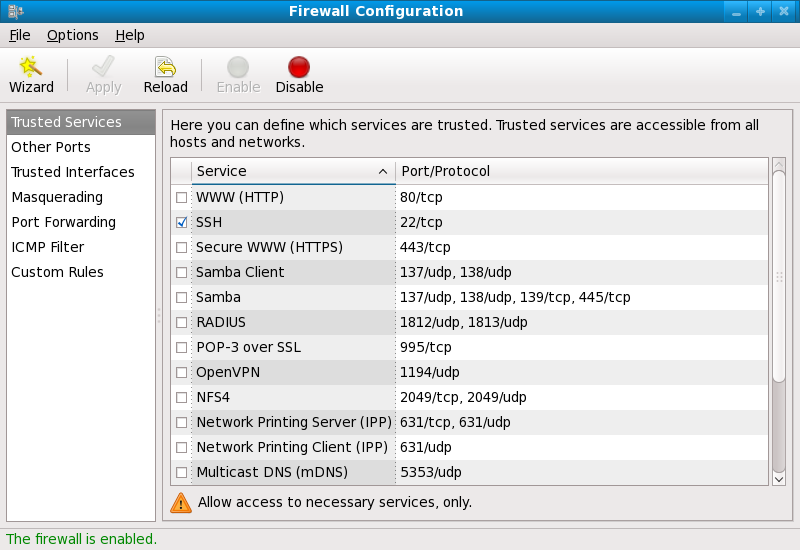 Firewall Configuration
File Options Help
Wizard Apply Reload Enable Disable
Trusted Services
Other Ports
Trusted Interfaces
Masquerading
Port Forwarding
ICMP Filter
Custom Rules
Here you can define which services are trusted. Trusted services are accessible from all
hosts and networks.
Service Port/Protocol
WWW (HTTP) 80/tcp
SSH 22/tcp
Secure WWW (HTTPS) 443/tcp
Samba Client 137/udp, 138/udp
Samba 137/udp, 138/udp, 139/tcp, 445/tcp
RADIUS 1812/udp, 1813/udp
POP-3 over SSL 995/tcp
OpenVPN 1194/udp
NFS4 2049/tcp, 2049/udp
Network Printing Server (IPP) 631/tcp, 631/udp
Network Printing Client (IPP) 631/udp
Multicast DNS (mDNS) 5353/udp
Allow access to necessary services, only.
The firewall is enabled.